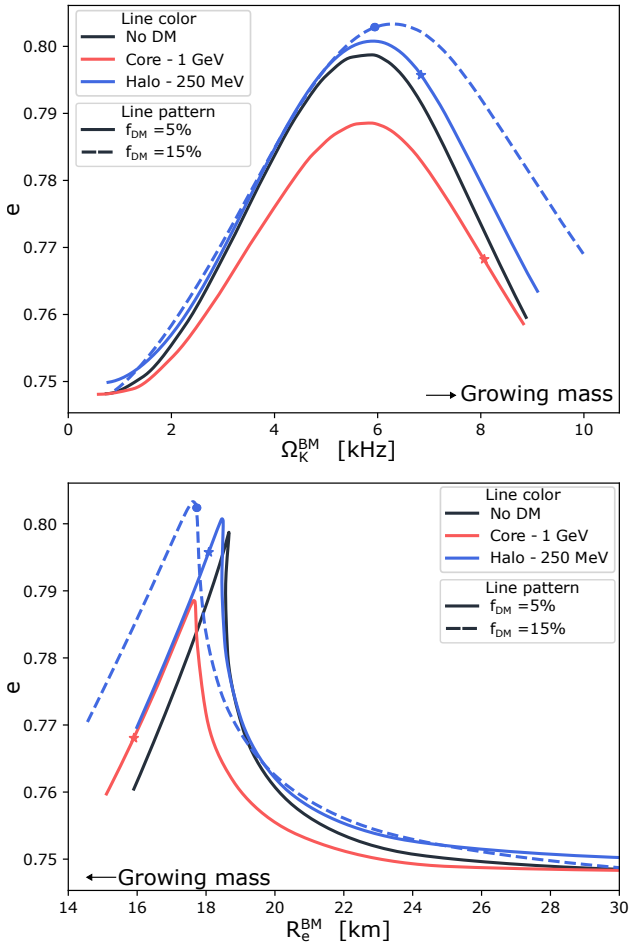 Line color
No DM
Core - 1 GeV
Halo - 250 MeV
Line pattern
f_DM =5%
f_DM =15%
0.80
0.79
0.78
0.77
0.76
0.75
e
Growing mass
0 2 4 6 8 10
Ω_K^BM [kHz]
Line color
No DM
Core - 1 GeV
Halo - 250 MeV
Line pattern
f_DM =5%
f_DM =15%
0.80
0.79
0.78
0.77
0.76
0.75
e
Growing mass
14 16 18 20 22 24 26 28 30
R_e^BM [km]